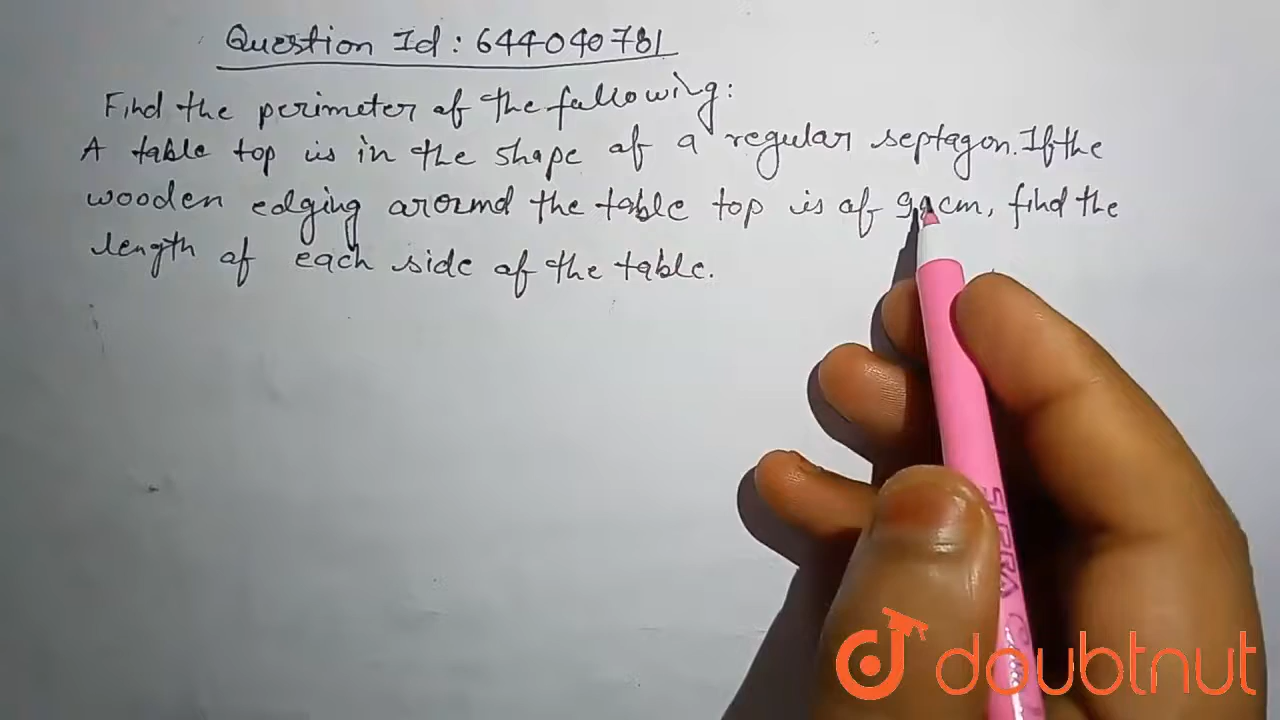 Question Id : 644040781
Find the perimeter of the following:
A table top is in the shape of a regular septagon. If the
wooden edging around the table top is of cm, find the
length of each side of the table.
doubtnut